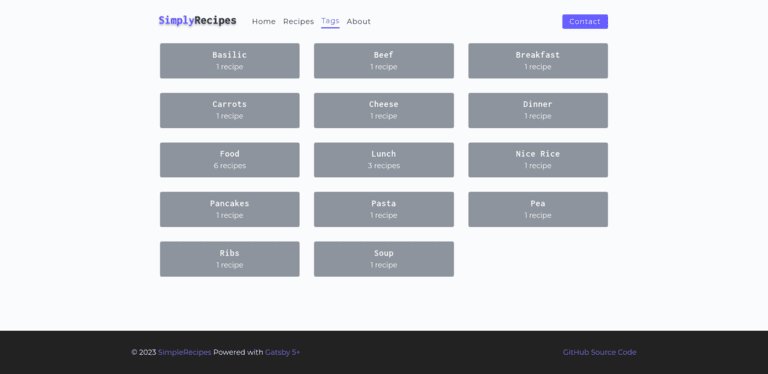 SimplyRecipes Home Recipes Tags About Contact
Basilic
1 recipe
Beef
1 recipe
Breakfast
1 recipe
Carrots
1 recipe
Cheese
1 recipe
Dinner
1 recipe
Food
6 recipes
Lunch
3 recipes
Nice Rice
1 recipe
Pancakes
1 recipe
Pasta
1 recipe
Pea
1 recipe
Ribs
1 recipe
Soup
1 recipe
© 2023 SimpleRecipes Powered with Gatsby 5+ GitHub Source Code